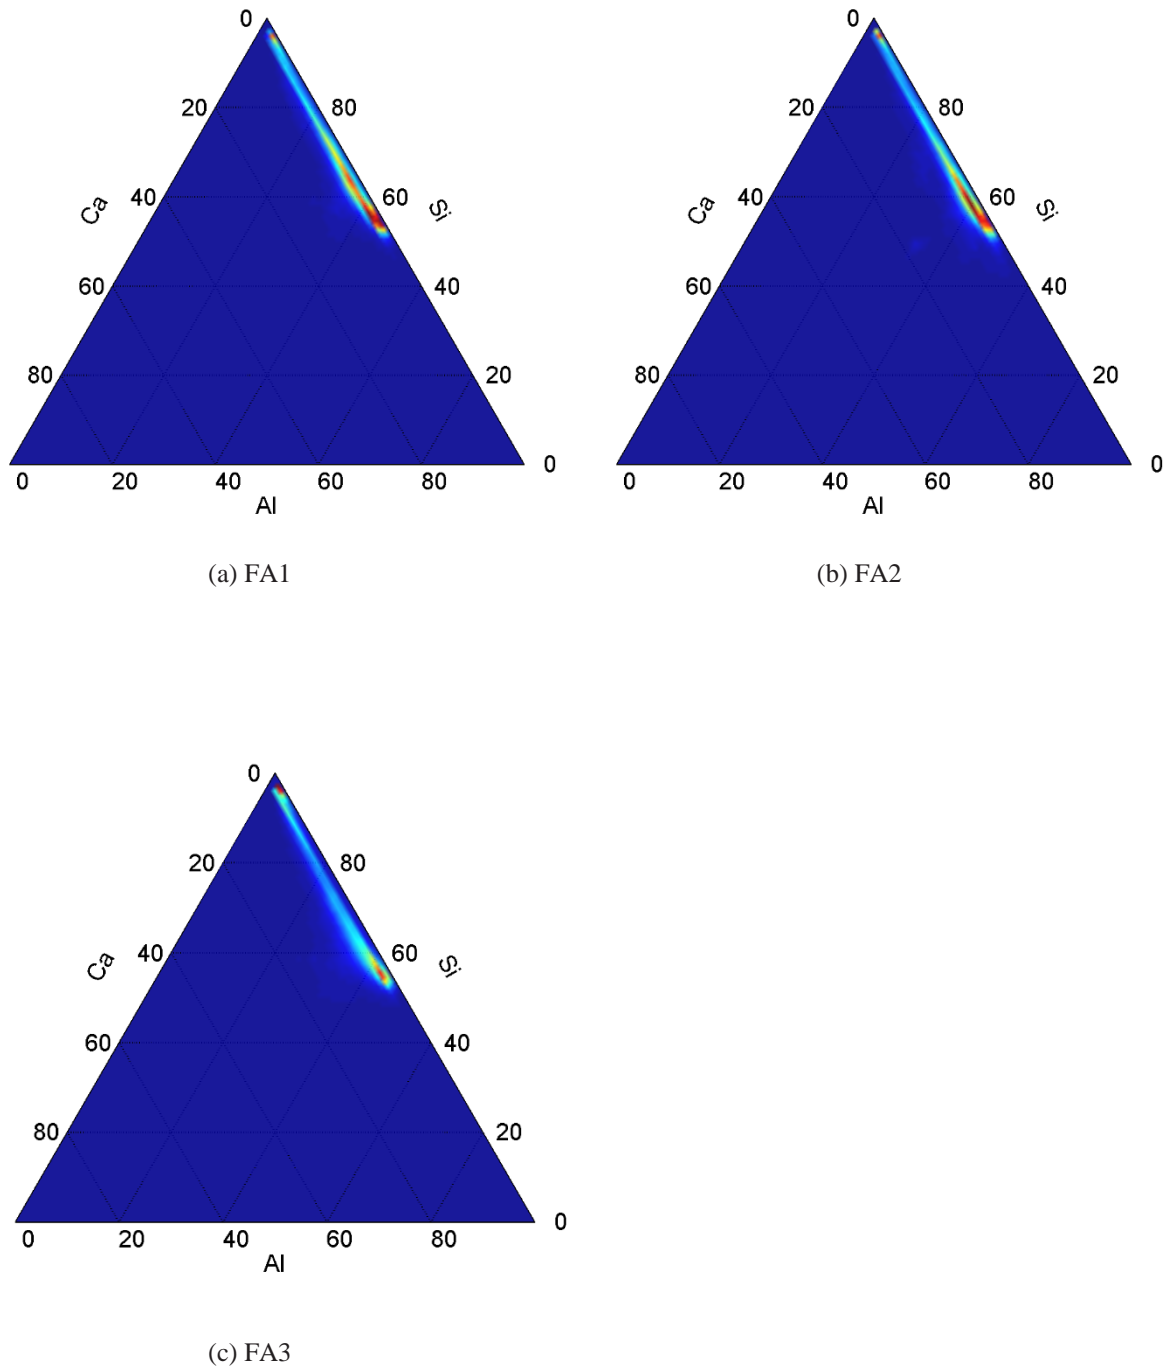 0 0
20 80 20 80
40 60 40 60
Ca Si Ca Si
60 40 60 40
80 20 80 20
0 0
0 20 40 60 80 0 20 40 60 80
Al Al
(a) FA1 (b) FA2
0
20 80
40 60
Ca Si
60 40
80 20
0
0 20 40 60 80
Al
(c) FA3